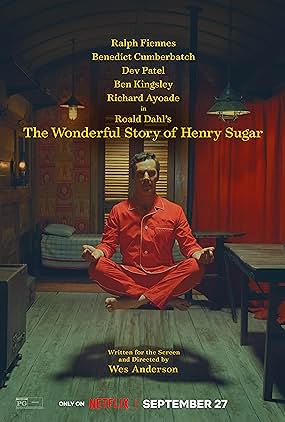 Ralph Fiennes
Benedict Cumberbatch
Dev Patel
Ben Kingsley
Richard Ayoade
in
Roald Dahl's
The Wonderful Story of Henry Sugar
Written for the Screen
and Directed by
Wes Anderson
PG
ONLY ON NETFLIX | SEPTEMBER 27